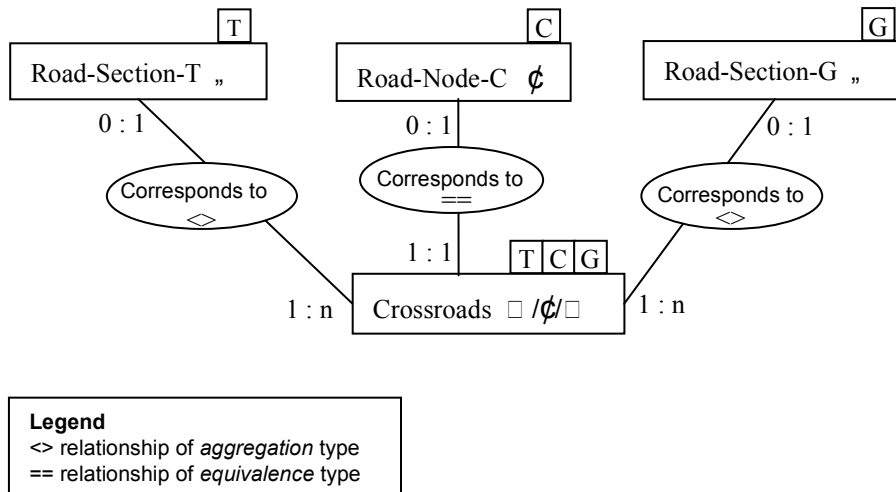 T
C
G
Road-Section-T „
Road-Node-C ₵
Road-Section-G „
0 : 1
0 : 1
0 : 1
Corresponds to
<>
Corresponds to
==
Corresponds to
<>
1 : 1
T C G
1 : n
Crossroads □ /₵/□
1 : n
Legend
<> relationship of aggregation type
== relationship of equivalence type